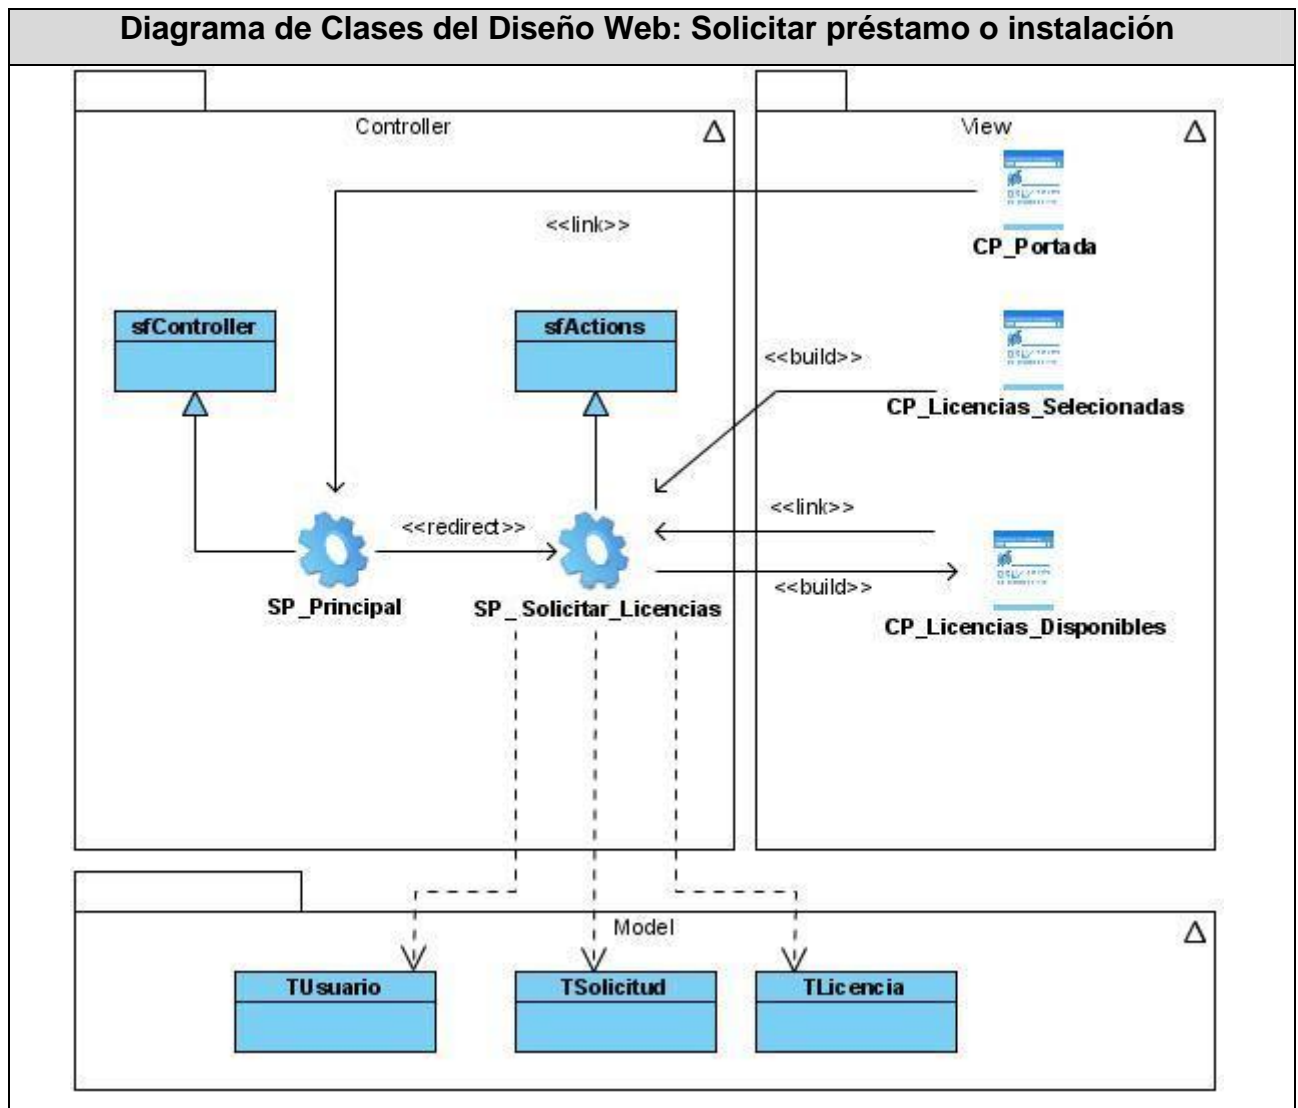 Diagrama de Clases del Diseño Web: Solicitar préstamo o instalación
Controller
View
CP_Portada
<<link>>
sfController
sfActions
<<build>>
CP_Licencias_Selecionadas
<<link>>
<<redirect>>
<<build>>
SP_Principal
SP_Solicitar_Licencias
CP_Licencias_Disponibles
Model
TUsuario
TSolicitud
TLicencia